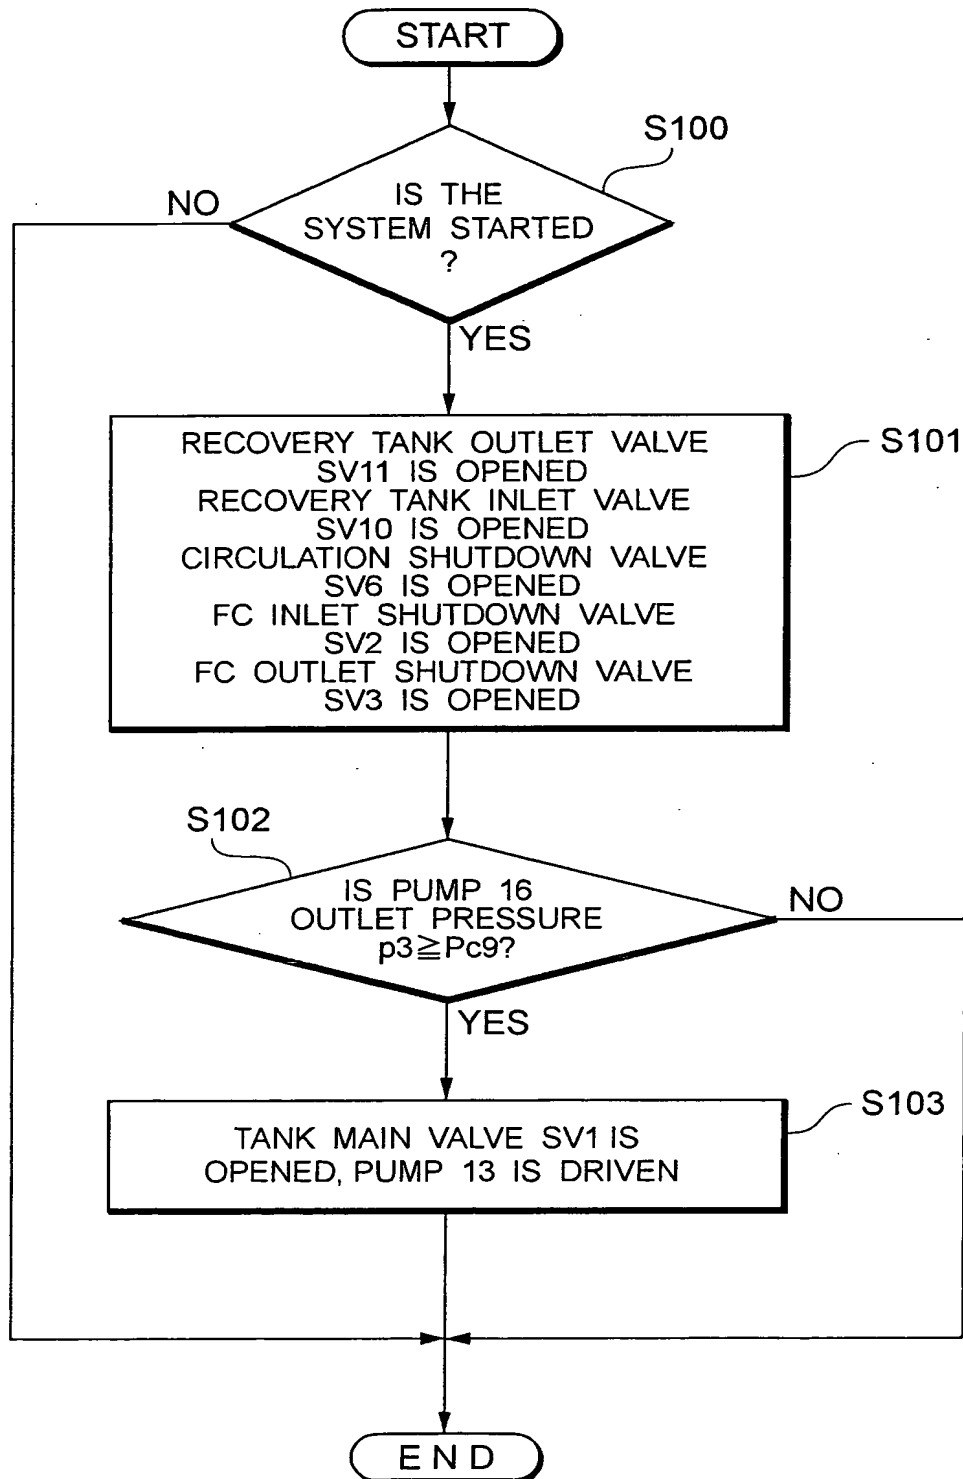 START
S100
IS THE
SYSTEM STARTED
?
NO
YES
RECOVERY TANK OUTLET VALVE
SV11 IS OPENED
RECOVERY TANK INLET VALVE
SV10 IS OPENED
CIRCULATION SHUTDOWN VALVE
SV6 IS OPENED
FC INLET SHUTDOWN VALVE
SV2 IS OPENED
FC OUTLET SHUTDOWN VALVE
SV3 IS OPENED
S101
S102
IS PUMP 16
OUTLET PRESSURE
p3≧Pc9?
NO
YES
TANK MAIN VALVE SV1 IS
OPENED, PUMP 13 IS DRIVEN
S103
END